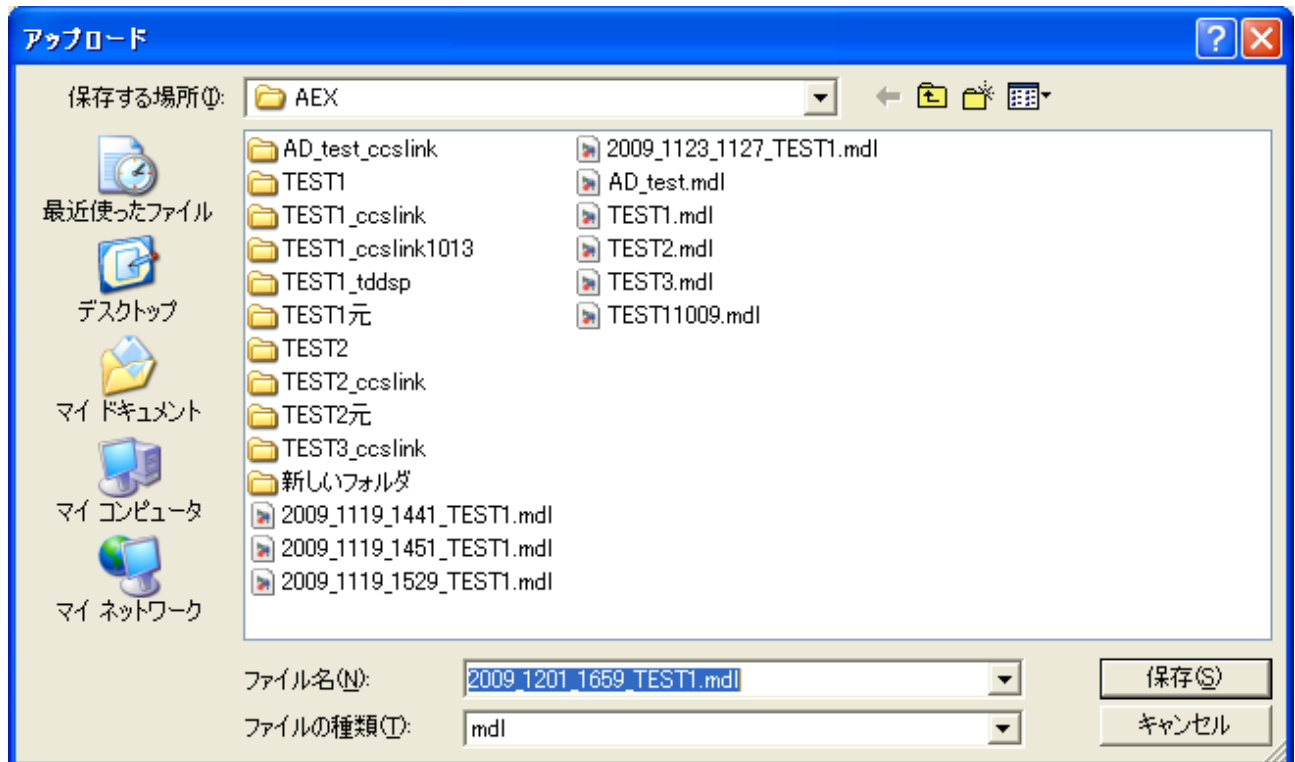 アップロード
保存する場所(I):
AEX
最近使ったファイル
デスクトップ
マイ ドキュメント
マイ コンピュータ
マイ ネットワーク
AD_test_ccslink
TEST1
TEST1_ccslink
TEST1_ccslink1013
TEST1_tddsp
TEST1元
TEST2
TEST2_ccslink
TEST2元
TEST3_ccslink
新しいフォルダ
2009_1119_1441_TEST1.mdl
2009_1119_1451_TEST1.mdl
2009_1119_1529_TEST1.mdl
2009_1123_1127_TEST1.mdl
AD_test.mdl
TEST1.mdl
TEST2.mdl
TEST3.mdl
TEST11009.mdl
ファイル名(N):
2009_1201_1659_TEST1.mdl
保存(S)
ファイルの種類(T):
mdl
キャンセル